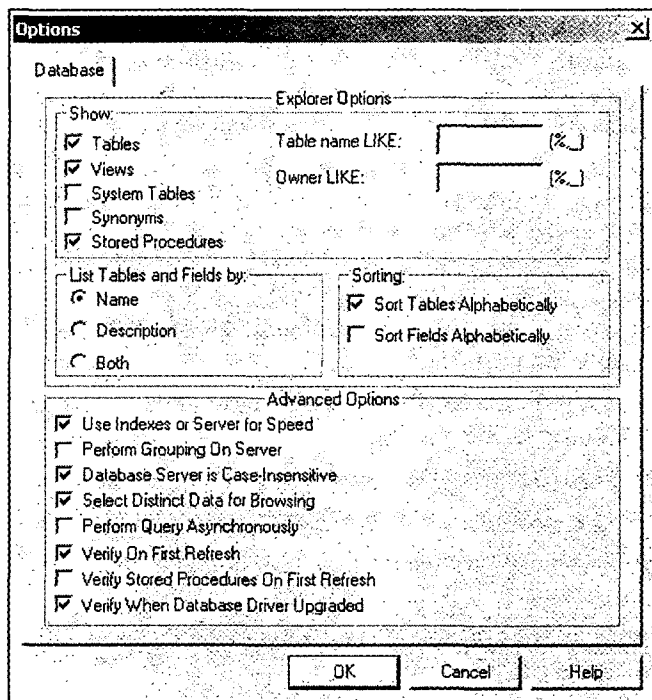 Options
Database
Explorer Options
Show:
Tables
Table name LIKE: (%,_)
Views
Owner LIKE: (%,_)
System Tables
Synonyms
Stored Procedures
List Tables and Fields by:
Name
Description
Both
Sorting:
Sort Tables Alphabetically
Sort Fields Alphabetically
Advanced Options
Use Indexes or Server for Speed
Perform Grouping On Server
Database Server is Case-Insensitive
Select Distinct Data for Browsing
Perform Query Asynchronously
Verify On First Refresh
Verify Stored Procedures On First Refresh
Verify When Database Driver Upgraded
OK Cancel Help